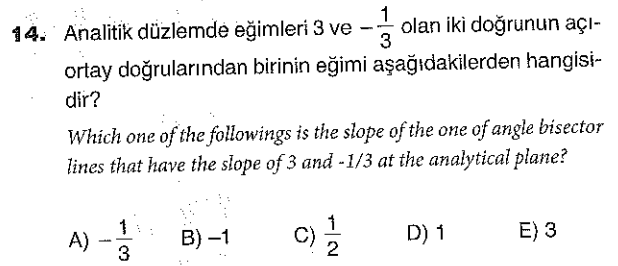 14. Analitik düzlemde eğimleri 3 ve -1/3 olan iki doğrunun açı-
ortay doğrularından birinin eğimi aşağıdakilerden hangisi-
dir?
Which one of the followings is the slope of the one of angle bisector
lines that have the slope of 3 and -1/3 at the analytical plane?
A) -1/3 B) -1 C) 1/2 D) 1 E) 3